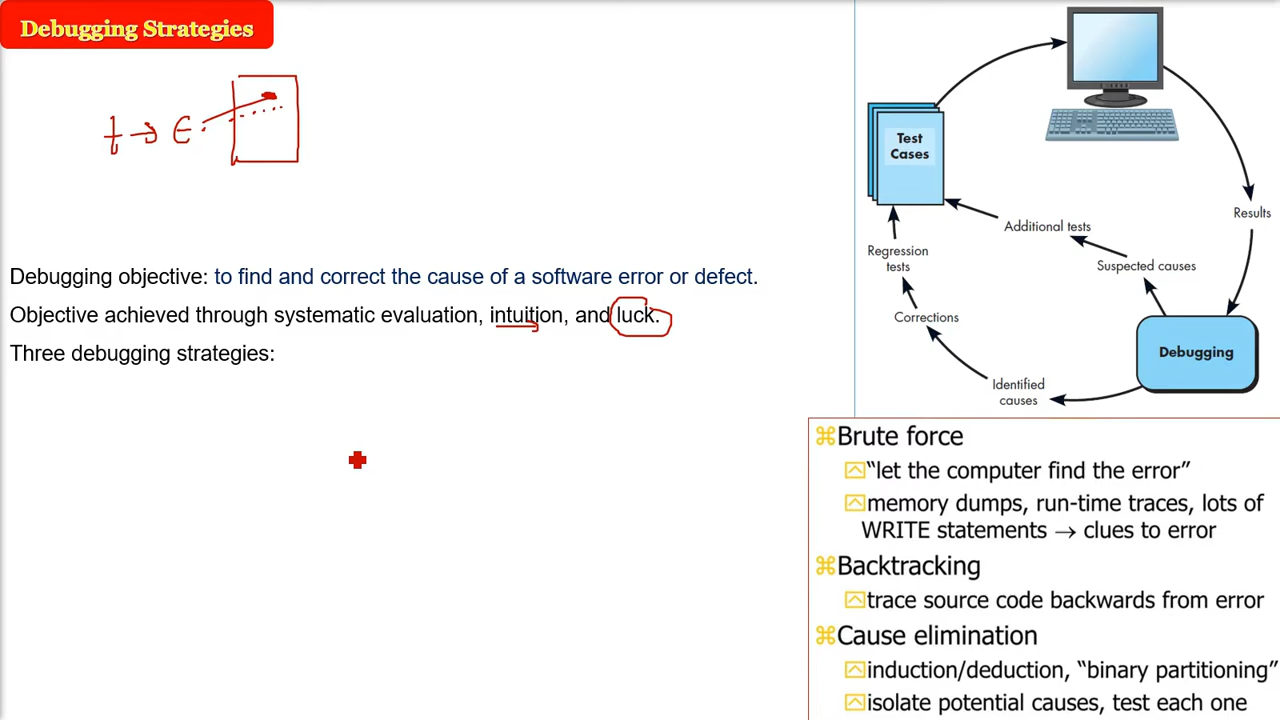 Debugging Strategies
t → E
Debugging objective: to find and correct the cause of a software error or defect.
Objective achieved through systematic evaluation, intuition, and luck.
Three debugging strategies:
Test
Cases
Results
Additional tests
Regression
tests
Suspected causes
Corrections
Debugging
Identified
causes
⌘Brute force
“let the computer find the error”
memory dumps, run-time traces, lots of
WRITE statements → clues to error
⌘Backtracking
trace source code backwards from error
⌘Cause elimination
induction/deduction, “binary partitioning”
isolate potential causes, test each one